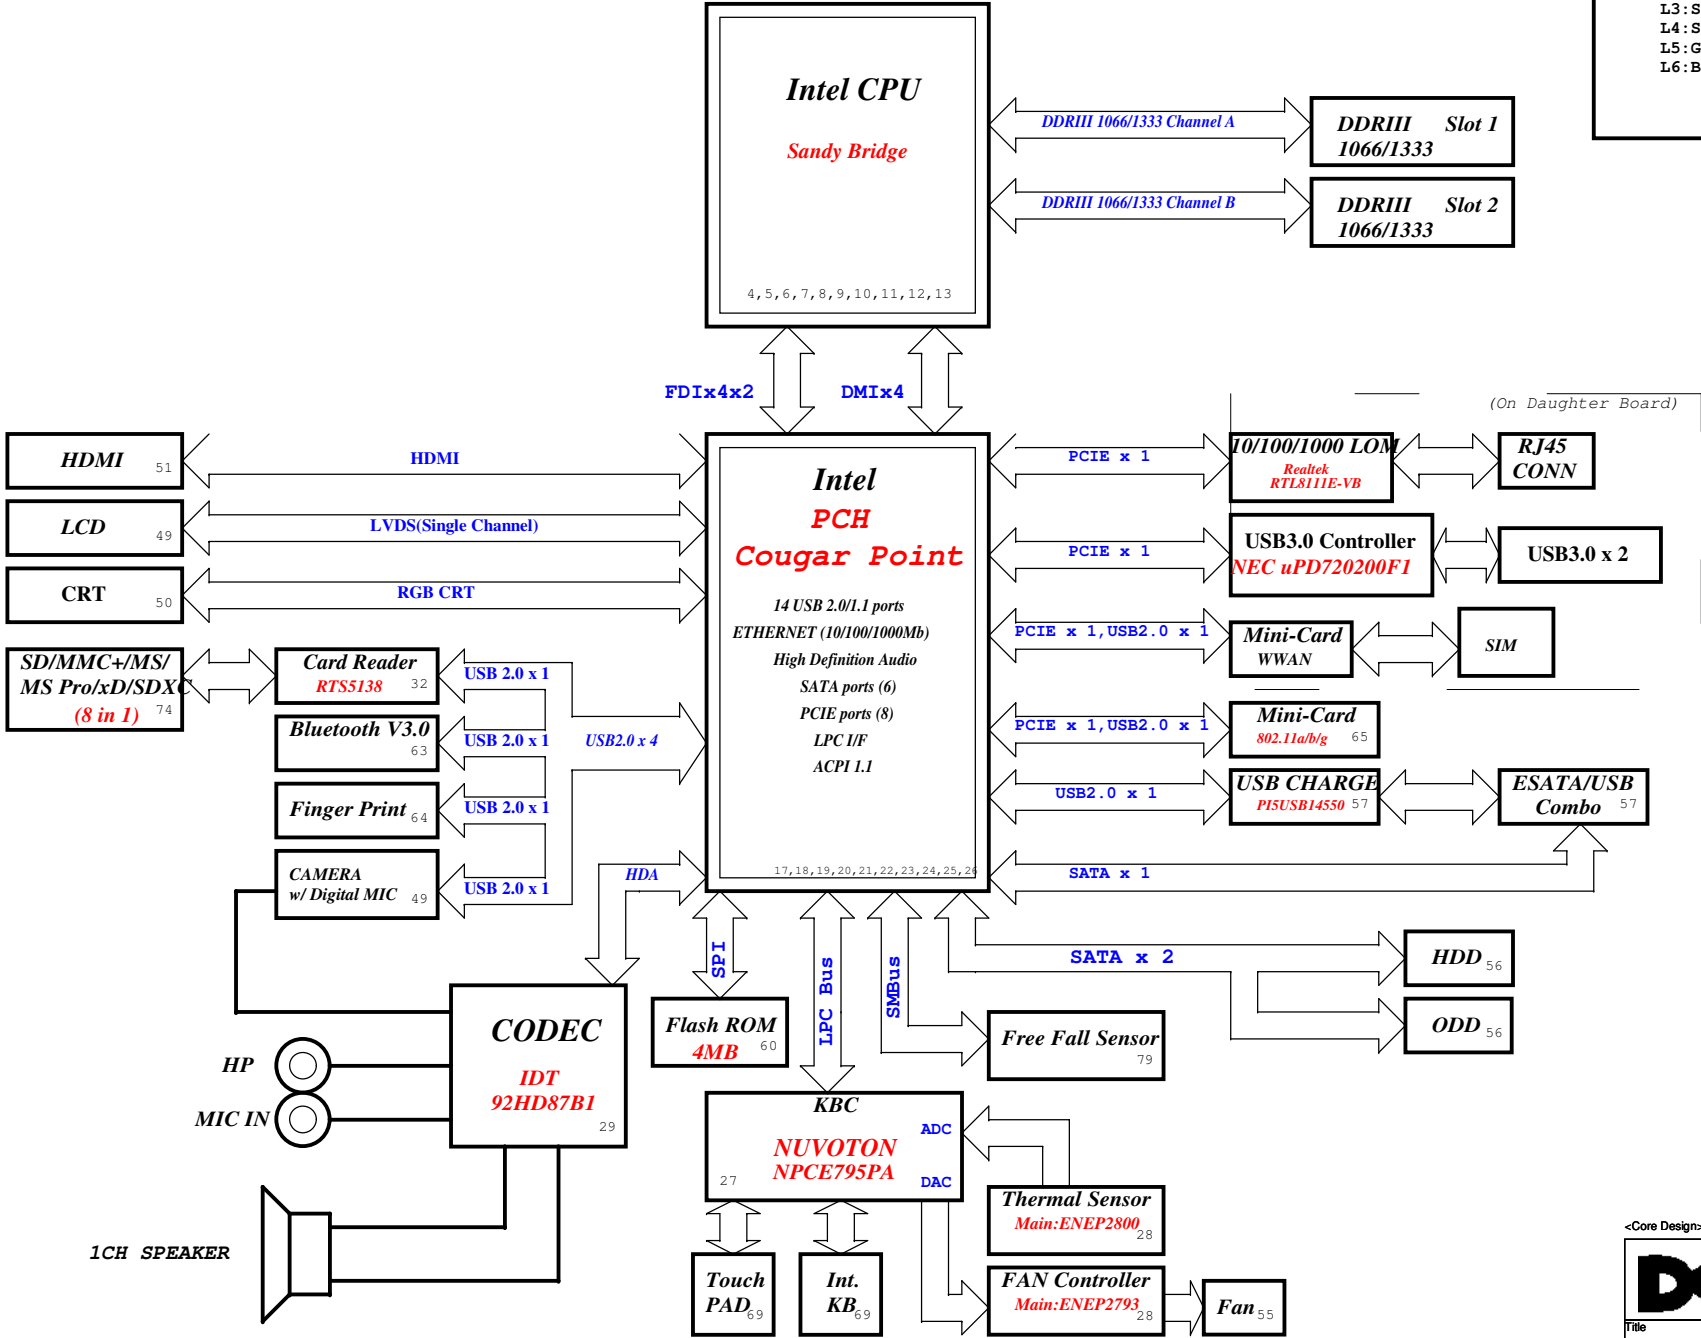 L3:S
L4:S
L5:G
L6:B
Intel CPU
Sandy Bridge
4,5,6,7,8,9,10,11,12,13
DDRIII 1066/1333 Channel A
DDRIII Slot 1
1066/1333
DDRIII 1066/1333 Channel B
DDRIII Slot 2
1066/1333
FDIx4x2
DMIx4
(On Daughter Board)
HDMI 51
HDMI
LCD 49
LVDS(Single Channel)
CRT 50
RGB CRT
SD/MMC+/MS/
MS Pro/xD/SDXC
(8 in 1) 74
Card Reader
RTS5138 32
USB 2.0 x 1
Bluetooth V3.0
63
USB 2.0 x 1
USB2.0 x 4
Finger Print 64
USB 2.0 x 1
CAMERA
w/ Digital MIC 49
USB 2.0 x 1
HDA
Intel
PCH
Cougar Point
14 USB 2.0/1.1 ports
ETHERNET (10/100/1000Mb)
High Definition Audio
SATA ports (6)
PCIE ports (8)
LPC I/F
ACPI 1.1
17,18,19,20,21,22,23,24,25,26
PCIE x 1
10/100/1000 LOM
Realtek
RTL8111E-VB
RJ45
CONN
PCIE x 1
USB3.0 Controller
NEC uPD720200F1
USB3.0 x 2
PCIE x 1,USB2.0 x 1
Mini-Card
WWAN
SIM
PCIE x 1,USB2.0 x 1
Mini-Card
802.11a/b/g 65
USB2.0 x 1
USB CHARGE
PI5USB14550 57
ESATA/USB
Combo 57
SATA x 1
SATA x 2
HDD 56
ODD 56
SPI
LPC Bus
SMBus
Flash ROM
4MB 60
Free Fall Sensor
79
CODEC
IDT
92HD87B1
29
HP
MIC IN
1CH SPEAKER
KBC
NUVOTON
NPCE795PA
27
ADC
DAC
Thermal Sensor
Main:ENEP2800
28
FAN Controller
Main:ENEP2793
28
Fan 55
Touch
PAD 69
Int.
KB 69
<Core Design>
Title